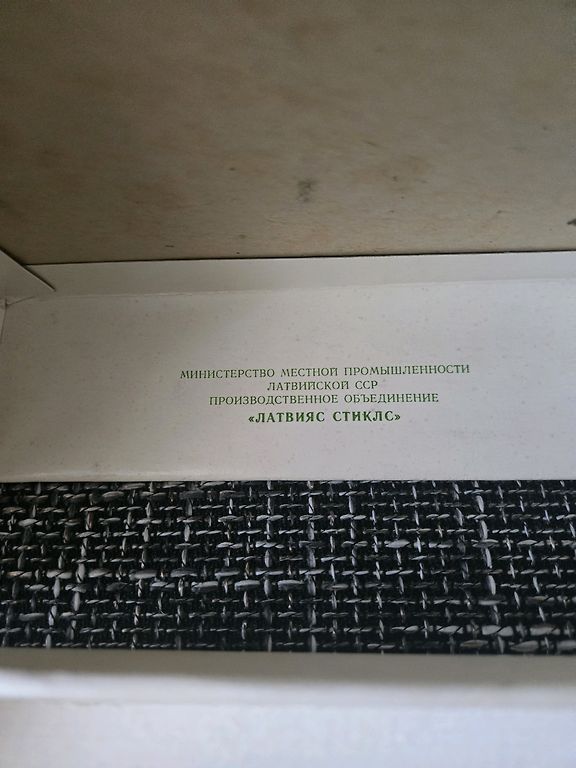 МИНИСТЕРСТВО МЕСТНОЙ ПРОМЫШЛЕННОСТИ
ЛАТВИЙСКОЙ ССР
ПРОИЗВОДСТВЕННОЕ ОБЪЕДИНЕНИЕ
«ЛАТВИЯС СТИКЛС»